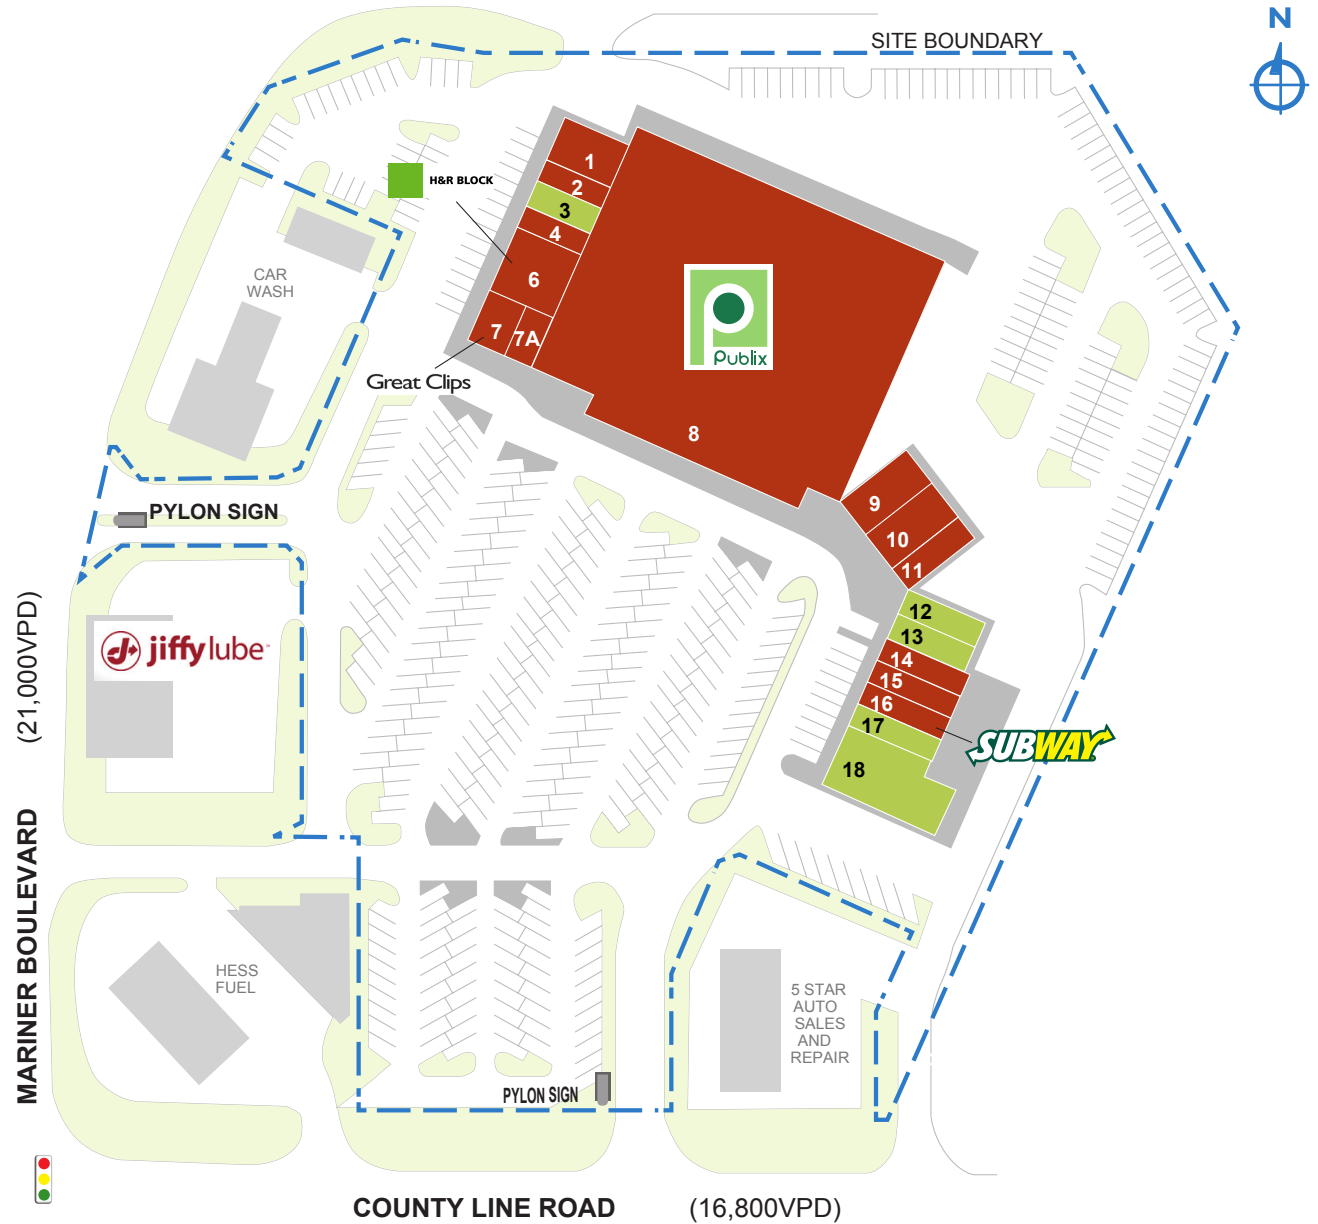 N
SITE BOUNDARY
H&R BLOCK
1
2
3
4
6
7
7A
Great Clips
Publix
8
CAR
WASH
PYLON SIGN
9
10
11
12
13
14
15
16
17
18
SUBWAY
jiffylube
(21,000VPD)
MARINER BOULEVARD
HESS
FUEL
5 STAR
AUTO
SALES
AND
REPAIR
PYLON SIGN
COUNTY LINE ROAD
(16,800VPD)